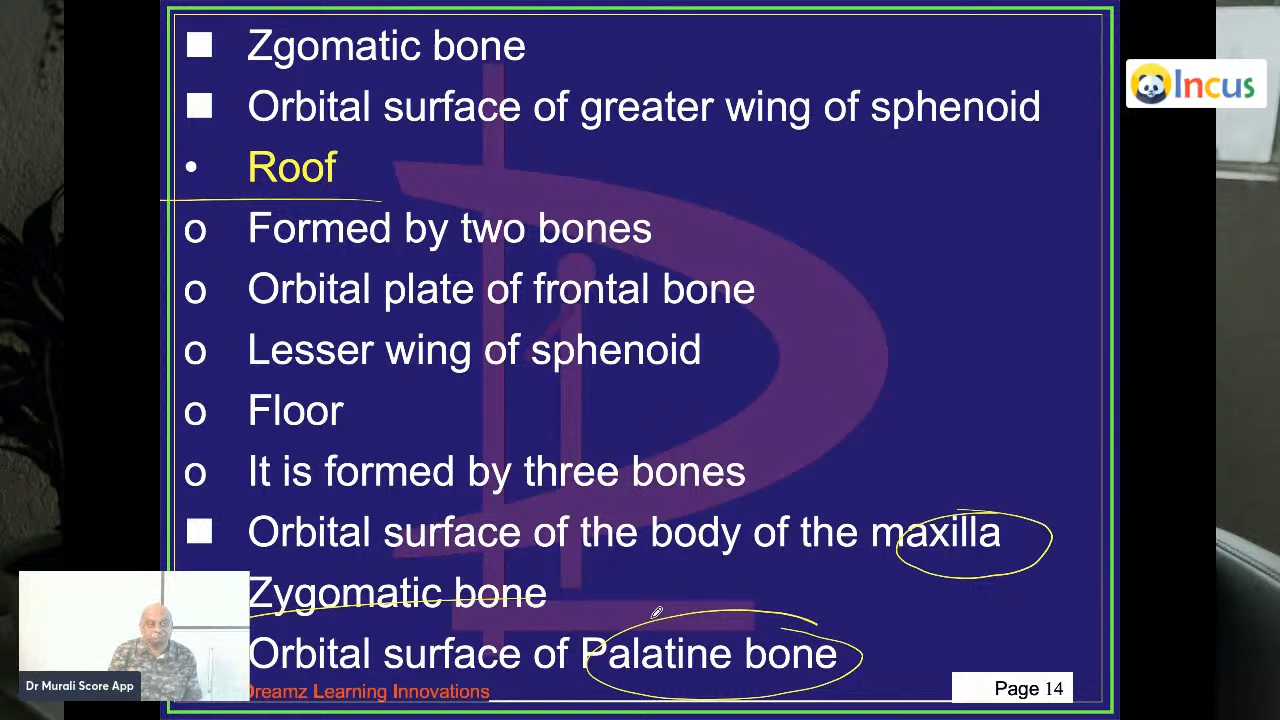 Zgomatic bone
Orbital surface of greater wing of sphenoid
Roof
Formed by two bones
Orbital plate of frontal bone
Lesser wing of sphenoid
Floor
It is formed by three bones
Orbital surface of the body of the maxilla
Zygomatic bone
Orbital surface of Palatine bone
Dreamz Learning Innovations
Page 14
Incus
Dr Murali Score App